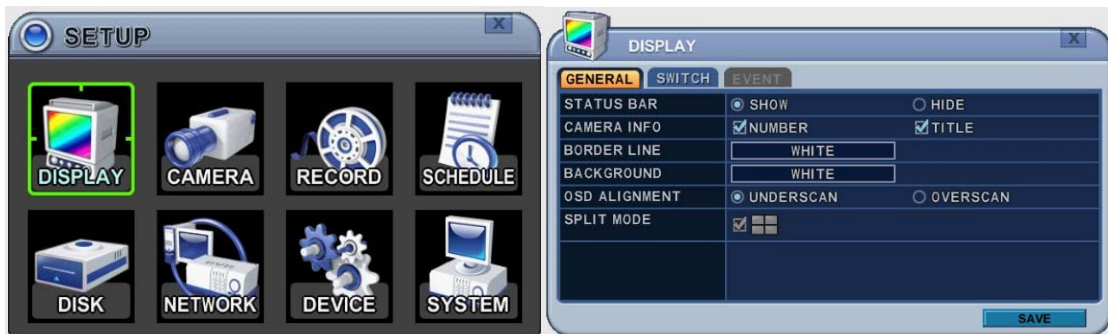 SETUP
X
DISPLAY
CAMERA
RECORD
SCHEDULE
DISK
NETWORK
DEVICE
SYSTEM
DISPLAY
X
GENERAL SWITCH EVENT
STATUS BAR SHOW HIDE
CAMERA INFO NUMBER TITLE
BORDER LINE WHITE
BACKGROUND WHITE
OSD ALIGNMENT UNDERSCAN OVERSCAN
SPLIT MODE
SAVE